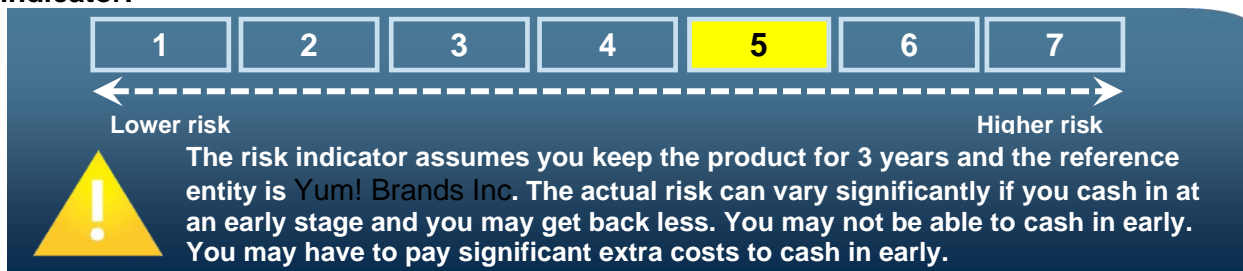 Indicator:
1 2 3 4 5 6 7
Lower risk Higher risk
The risk indicator assumes you keep the product for 3 years and the reference
entity is Yum! Brands Inc. The actual risk can vary significantly if you cash in at
an early stage and you may get back less. You may not be able to cash in early.
You may have to pay significant extra costs to cash in early.